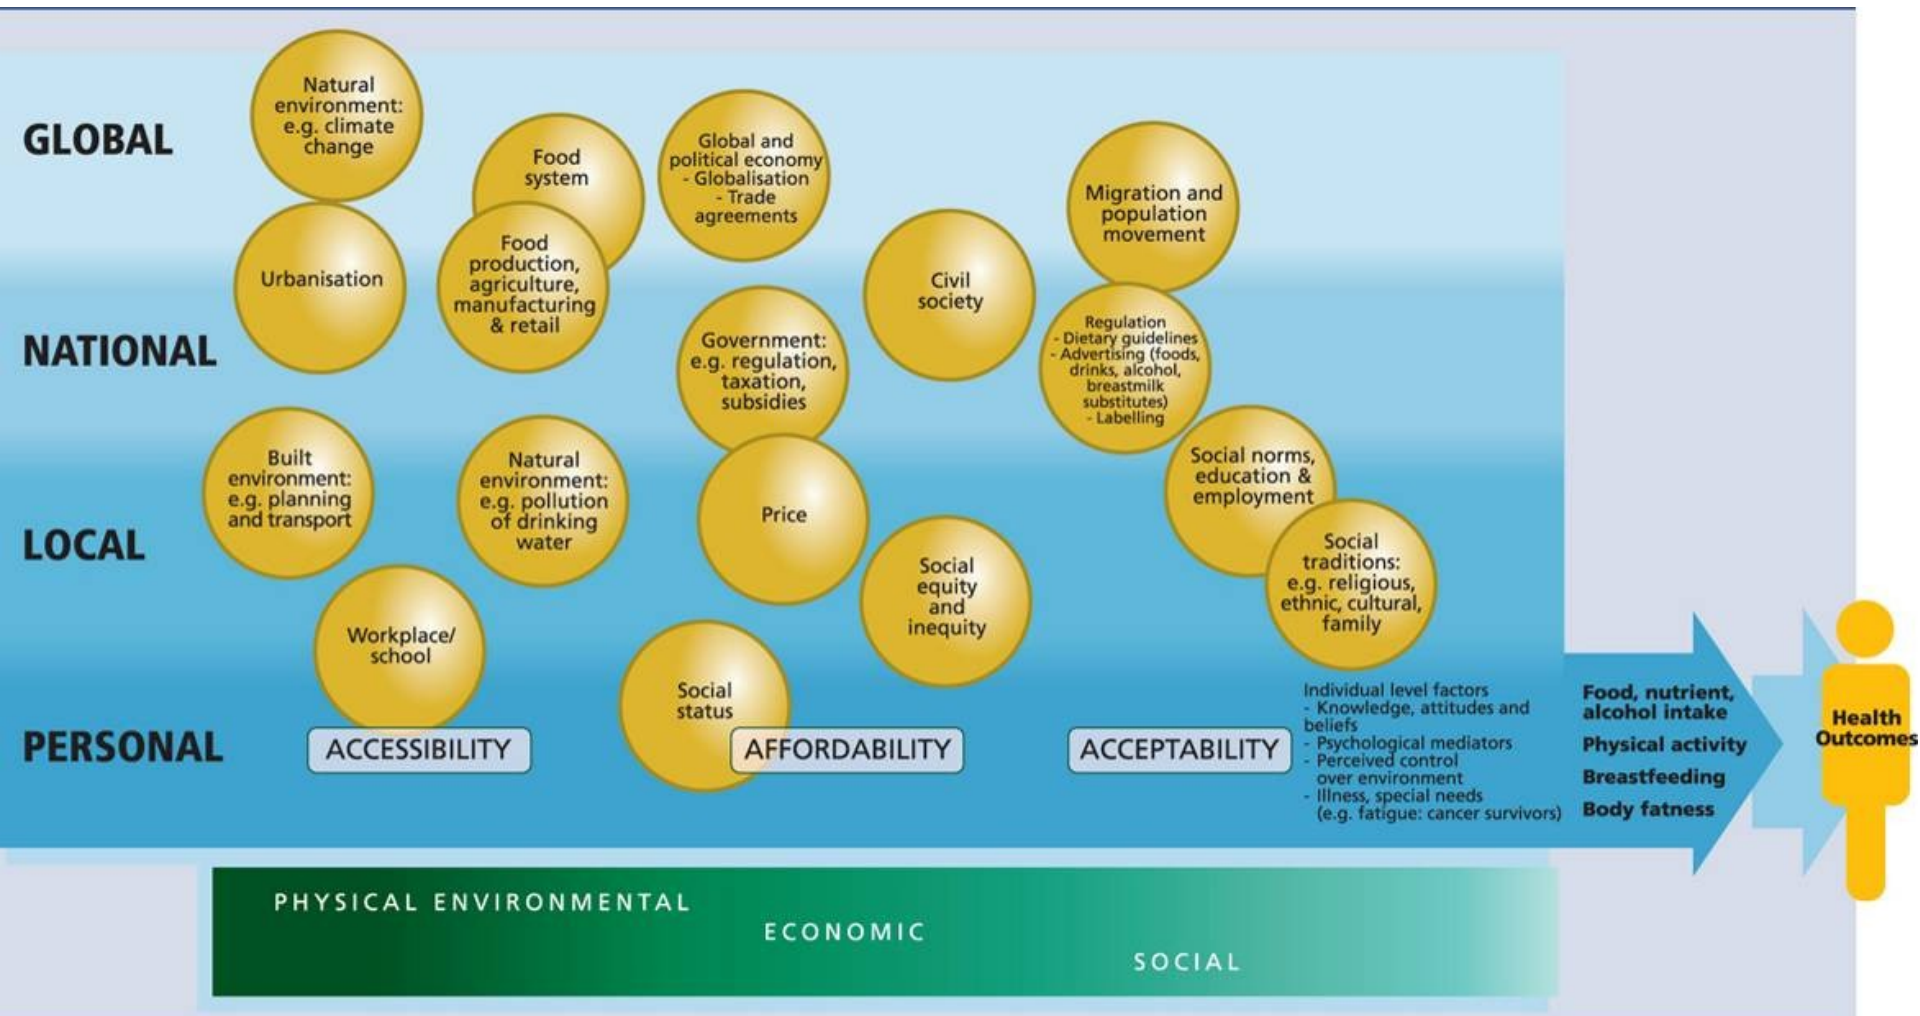 GLOBAL
Natural
environment:
e.g. climate
change
Food
system
Global and
political economy
- Globalisation
- Trade
agreements
Migration and
population
movement
Urbanisation
Food
production,
agriculture,
manufacturing
& retail
Civil
society
NATIONAL
Government:
e.g. regulation,
taxation,
subsidies
Regulation
- Dietary guidelines
- Advertising (foods,
drinks, alcohol,
breastmilk
substitutes)
- Labelling
LOCAL
Built
environment:
e.g. planning
and transport
Natural
environment:
e.g. pollution
of drinking
water
Price
Social norms,
education &
employment
Social
equity
and
inequity
Social
traditions:
e.g. religious,
ethnic, cultural,
family
Workplace/
school
Social
status
PERSONAL
ACCESSIBILITY
AFFORDABILITY
ACCEPTABILITY
Individual level factors
- Knowledge, attitudes and
beliefs
- Psychological mediators
- Perceived control
over environment
- Illness, special needs
(e.g. fatigue: cancer survivors)
Food, nutrient,
alcohol intake
Physical activity
Breastfeeding
Body fatness
Health
Outcomes
PHYSICAL ENVIRONMENTAL
ECONOMIC
SOCIAL